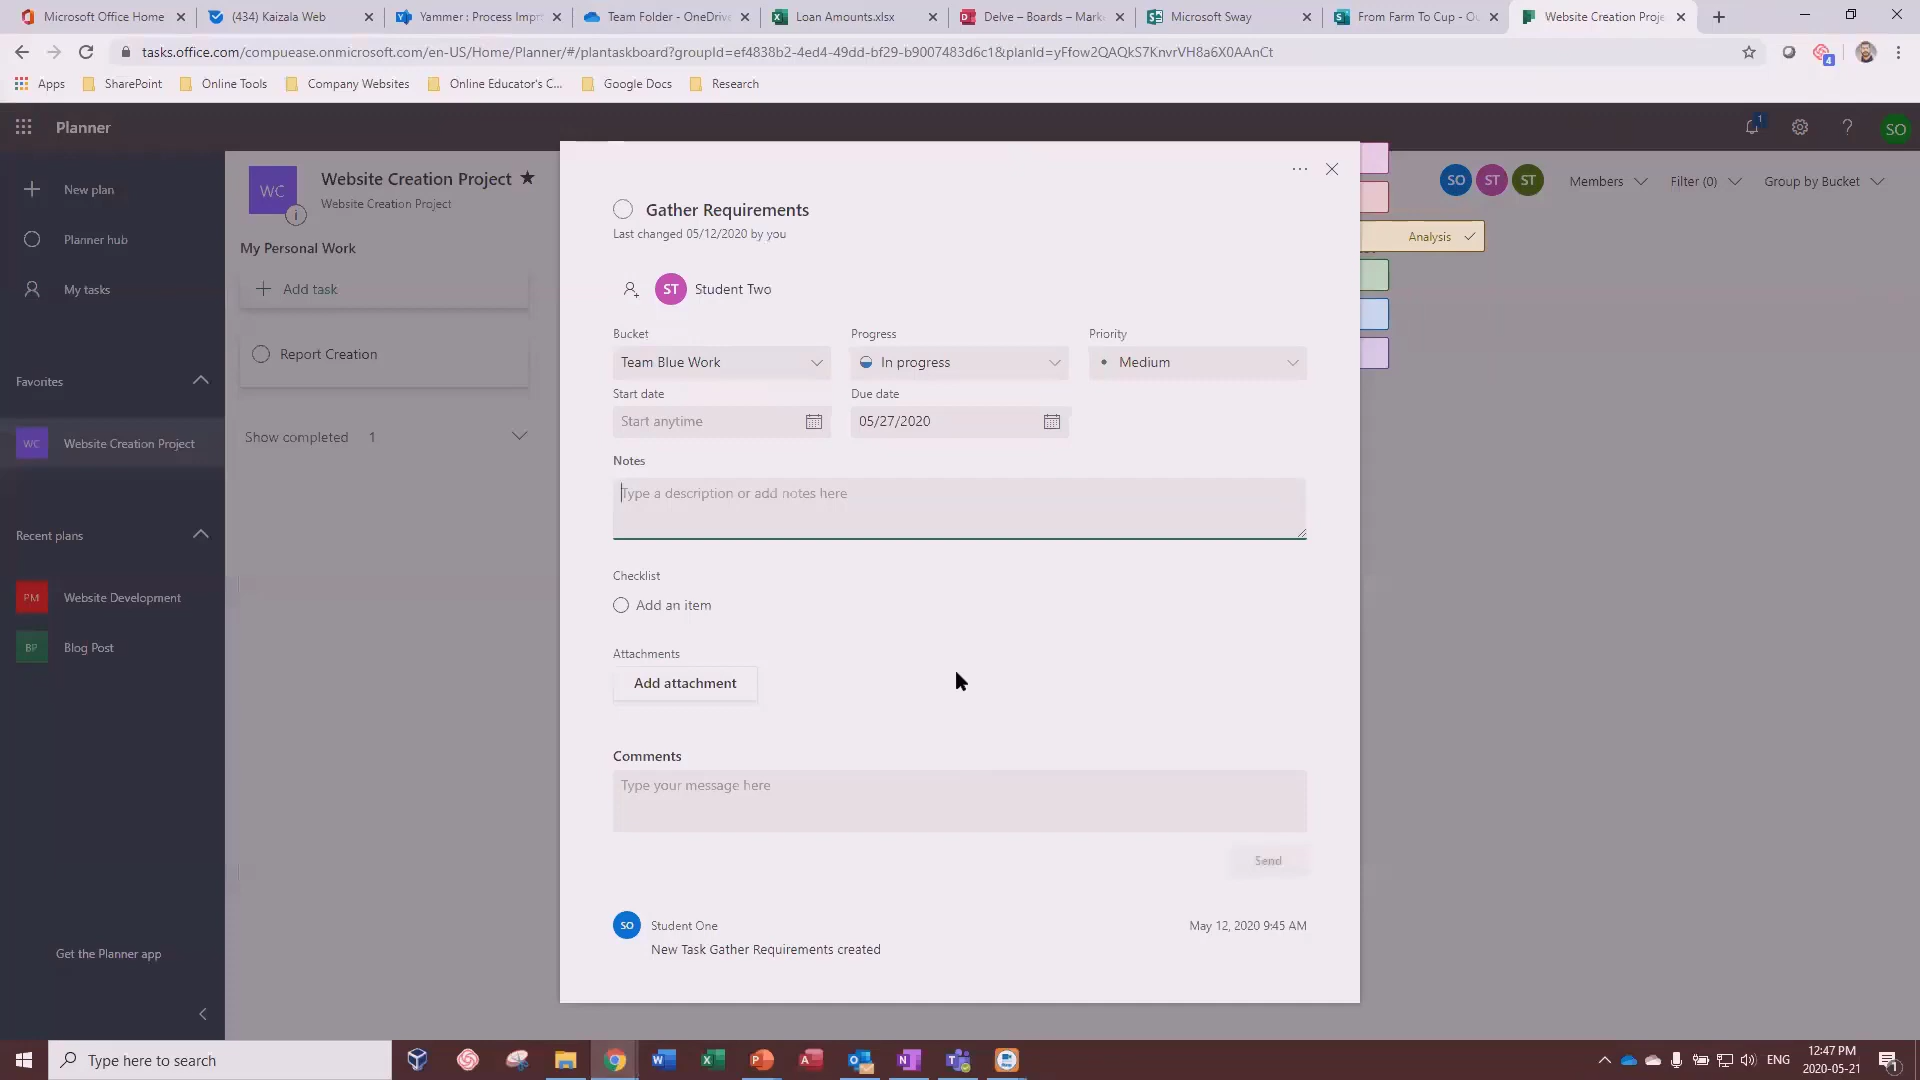 Microsoft Office Home
(434) Kaizala Web
Yammer : Process Impr
Team Folder - OneDrive
Loan Amounts.xlsx
Delve – Boards – Mark
Microsoft Sway
From Farm To Cup - Ou
Website Creation Proje
tasks.office.com/compuease.onmicrosoft.com/en-US/Home/Planner/#/plantaskboard?groupId=ef4838b2-4ed4-49dd-bf29-b9007483d6c1&planId=yFfow2QAQkS7KnvrVH8a6X0AAnCt
4
Apps
SharePoint
Online Tools
Company Websites
Online Educator's C...
Google Docs
Research
Planner
1
?
SO
New plan
Planner hub
My tasks
Favorites
WC
Website Creation Project
Recent plans
PM
Website Development
BP
Blog Post
Get the Planner app
WC
i
Website Creation Project
Website Creation Project
SO
ST
ST
Members
Filter (0)
Group by Bucket
My Personal Work
Add task
Report Creation
Show completed 1
Gather Requirements
Last changed 05/12/2020 by you
Analysis
ST
Student Two
Bucket
Progress
Priority
Team Blue Work
In progress
Medium
Start date
Due date
Start anytime
05/27/2020
Notes
Type a description or add notes here
Checklist
Add an item
Attachments
Add attachment
Comments
Type your message here
Send
SO
Student One
May 12, 2020 9:45 AM
New Task Gather Requirements created
Type here to search
ENG
12:47 PM
2020-05-21
1